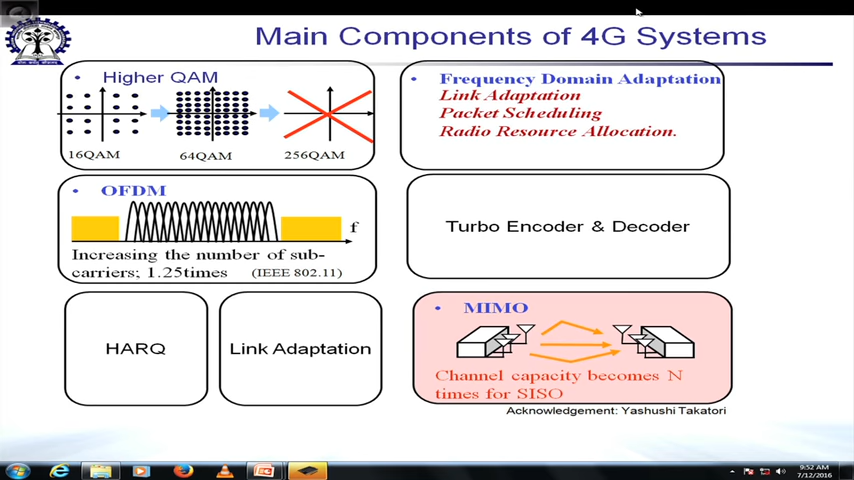 Main Components of 4G Systems
• Higher QAM
16QAM
64QAM
256QAM
• Frequency Domain Adaptation
Link Adaptation
Packet Scheduling
Radio Resource Allocation.
• OFDM
f
Increasing the number of sub-
carriers; 1.25times (IEEE 802.11)
Turbo Encoder & Decoder
HARQ
Link Adaptation
• MIMO
Channel capacity becomes N
times for SISO
Acknowledgement: Yashushi Takatori
9:52 AM
7/12/2016